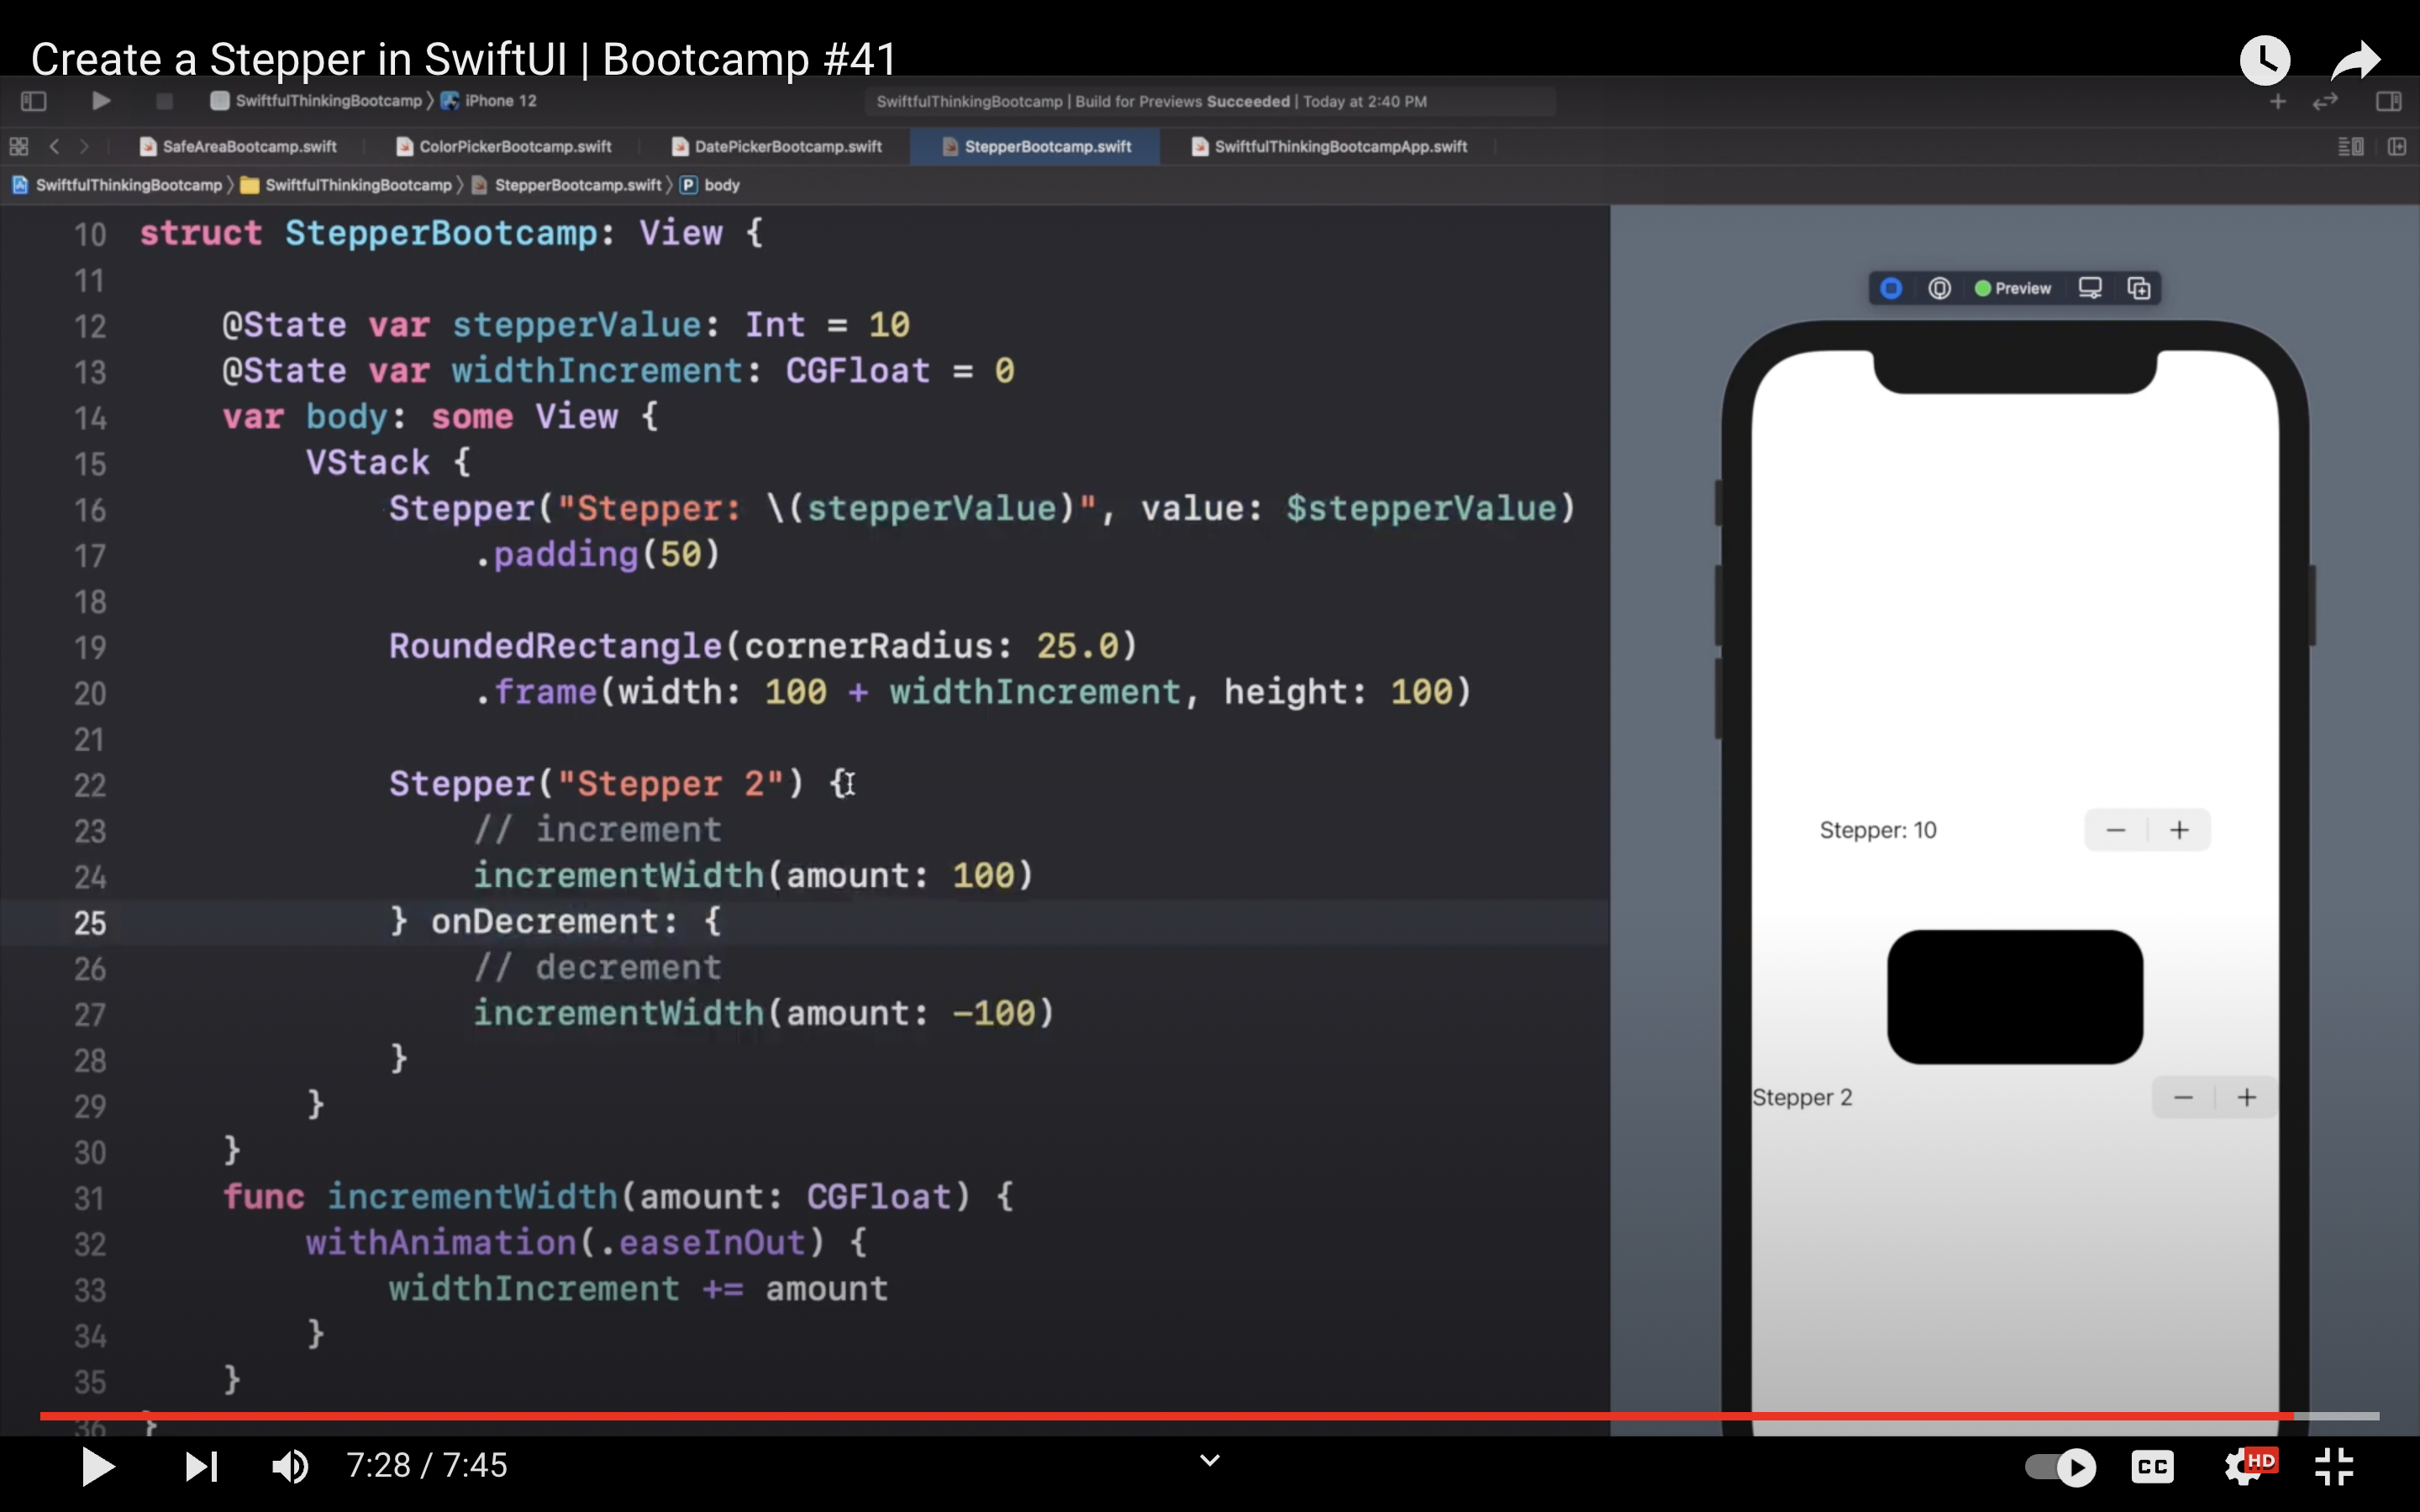 Create a Stepper in SwiftUI | Bootcamp #41
SwiftfulThinkingBootcamp 〉 iPhone 12
SwiftfulThinkingBootcamp | Build for Previews Succeeded | Today at 2:40 PM
SafeAreaBootcamp.swift ColorPickerBootcamp.swift DatePickerBootcamp.swift StepperBootcamp.swift SwiftfulThinkingBootcampApp.swift
SwiftfulThinkingBootcamp 〉 SwiftfulThinkingBootcamp 〉 StepperBootcamp.swift 〉 P body
10 struct StepperBootcamp: View {
11
12 @State var stepperValue: Int = 10
13 @State var widthIncrement: CGFloat = 0
14 var body: some View {
15 VStack {
16 Stepper("Stepper: \(stepperValue)", value: $stepperValue)
17 .padding(50)
18
19 RoundedRectangle(cornerRadius: 25.0)
20 .frame(width: 100 + widthIncrement, height: 100)
21
22 Stepper("Stepper 2") {
23 // increment
24 incrementWidth(amount: 100)
25 } onDecrement: {
26 // decrement
27 incrementWidth(amount: -100)
28 }
29 }
30 }
31 func incrementWidth(amount: CGFloat) {
32 withAnimation(.easeInOut) {
33 widthIncrement += amount
34 }
35 }
36 }
Preview
Stepper: 10 − +
Stepper 2 − +
7:28 / 7:45
CC HD